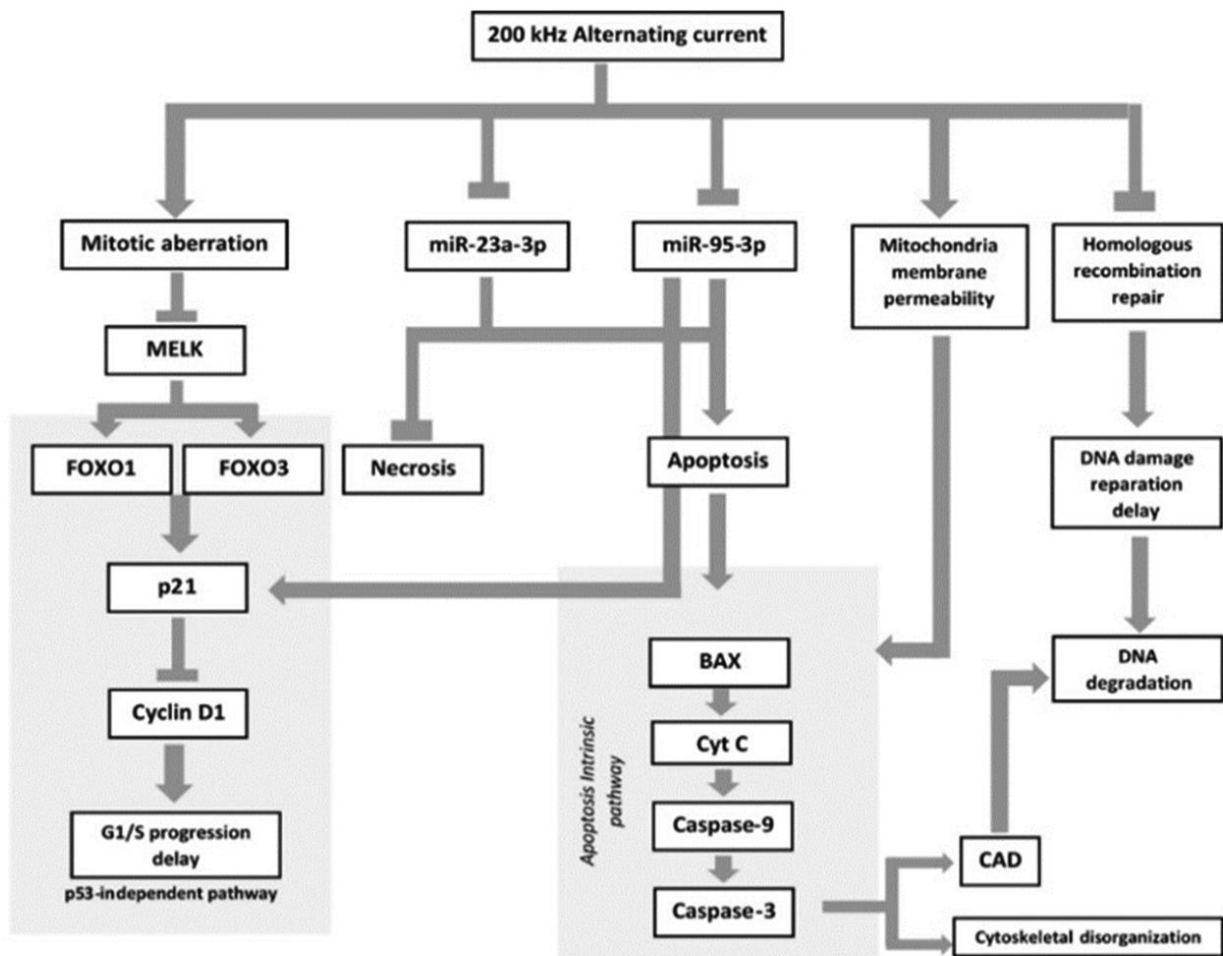 200 kHz Alternating current
Mitotic aberration
miR-23a-3p
miR-95-3p
Mitochondria
membrane
permeability
Homologous
recombination
repair
MELK
FOXO1
FOXO3
Necrosis
Apoptosis
DNA damage
reparation
delay
p21
BAX
DNA
degradation
Cyclin D1
Cyt C
Apoptosis Intrinsic
pathway
G1/S progression
delay
p53-independent pathway
Caspase-9
CAD
Caspase-3
Cytoskeletal disorganization